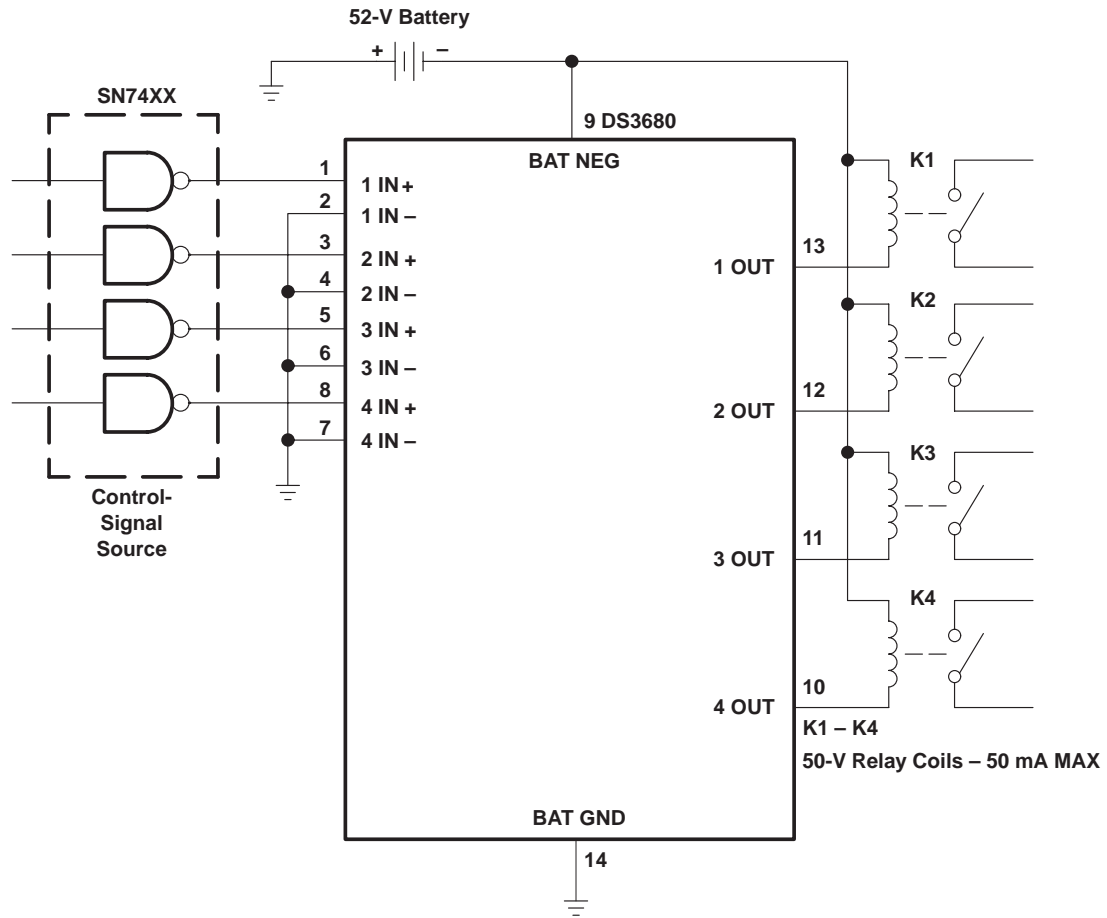 52-V Battery
+ –
SN74XX
9 DS3680
BAT NEG
K1
1
1 IN +
2
1 IN –
3
2 IN +
4
2 IN –
5
3 IN +
6
3 IN –
8
4 IN +
7
4 IN –
13
1 OUT
K2
12
2 OUT
K3
11
3 OUT
K4
10
4 OUT
Control-
Signal
Source
K1 – K4
50-V Relay Coils – 50 mA MAX
BAT GND
14